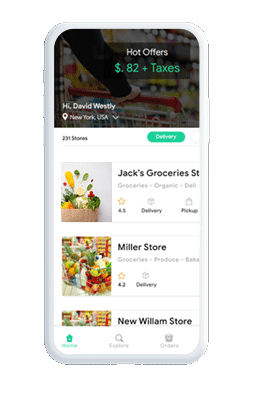 Hot Offers
$. 82 + Taxes
Hi, David Westly
New York, USA
231 Stores
Delivery
Jack's Groceries St
Groceries - Organic - Deli
4.5 Delivery Pickup
Miller Store
Groceries - Produce - Bake
4.2 Delivery
New Willam Store
Home Explore Orders